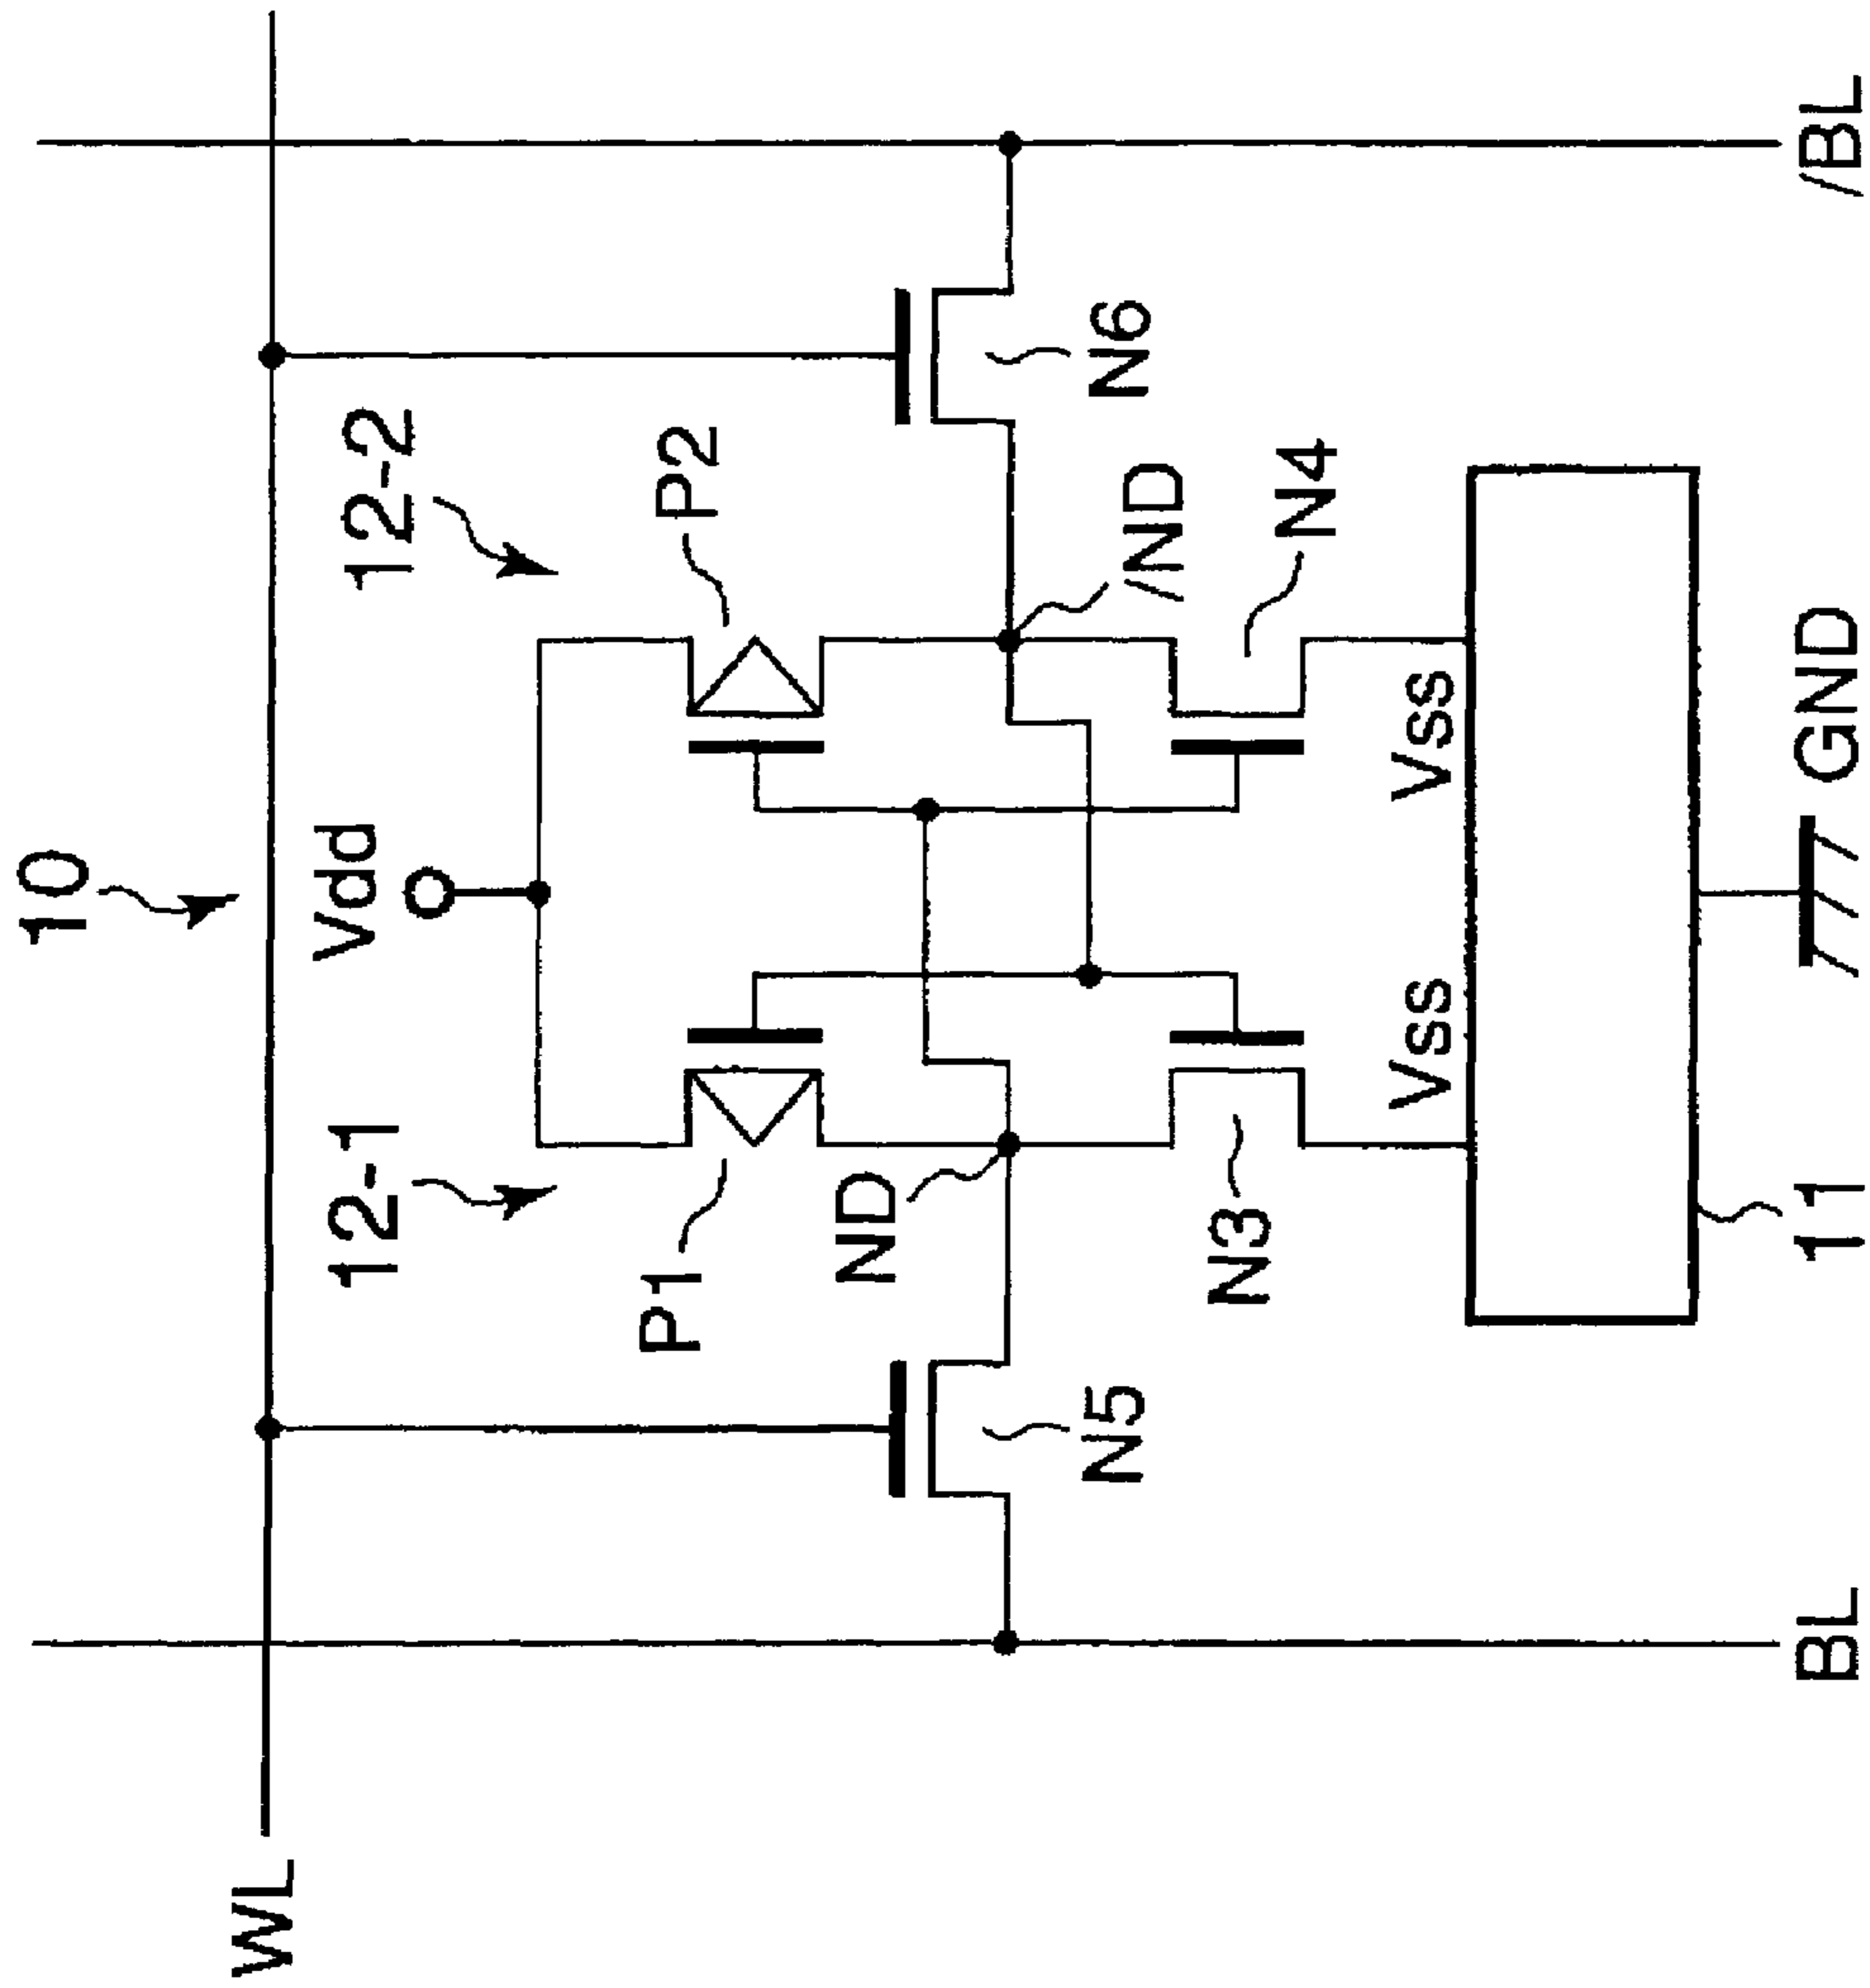 10
WL
Vdd
12-1
12-2
P1
P2
ND
N5
/ND
N6
N3
N4
Vss
Vss
BL
11
GND
/BL